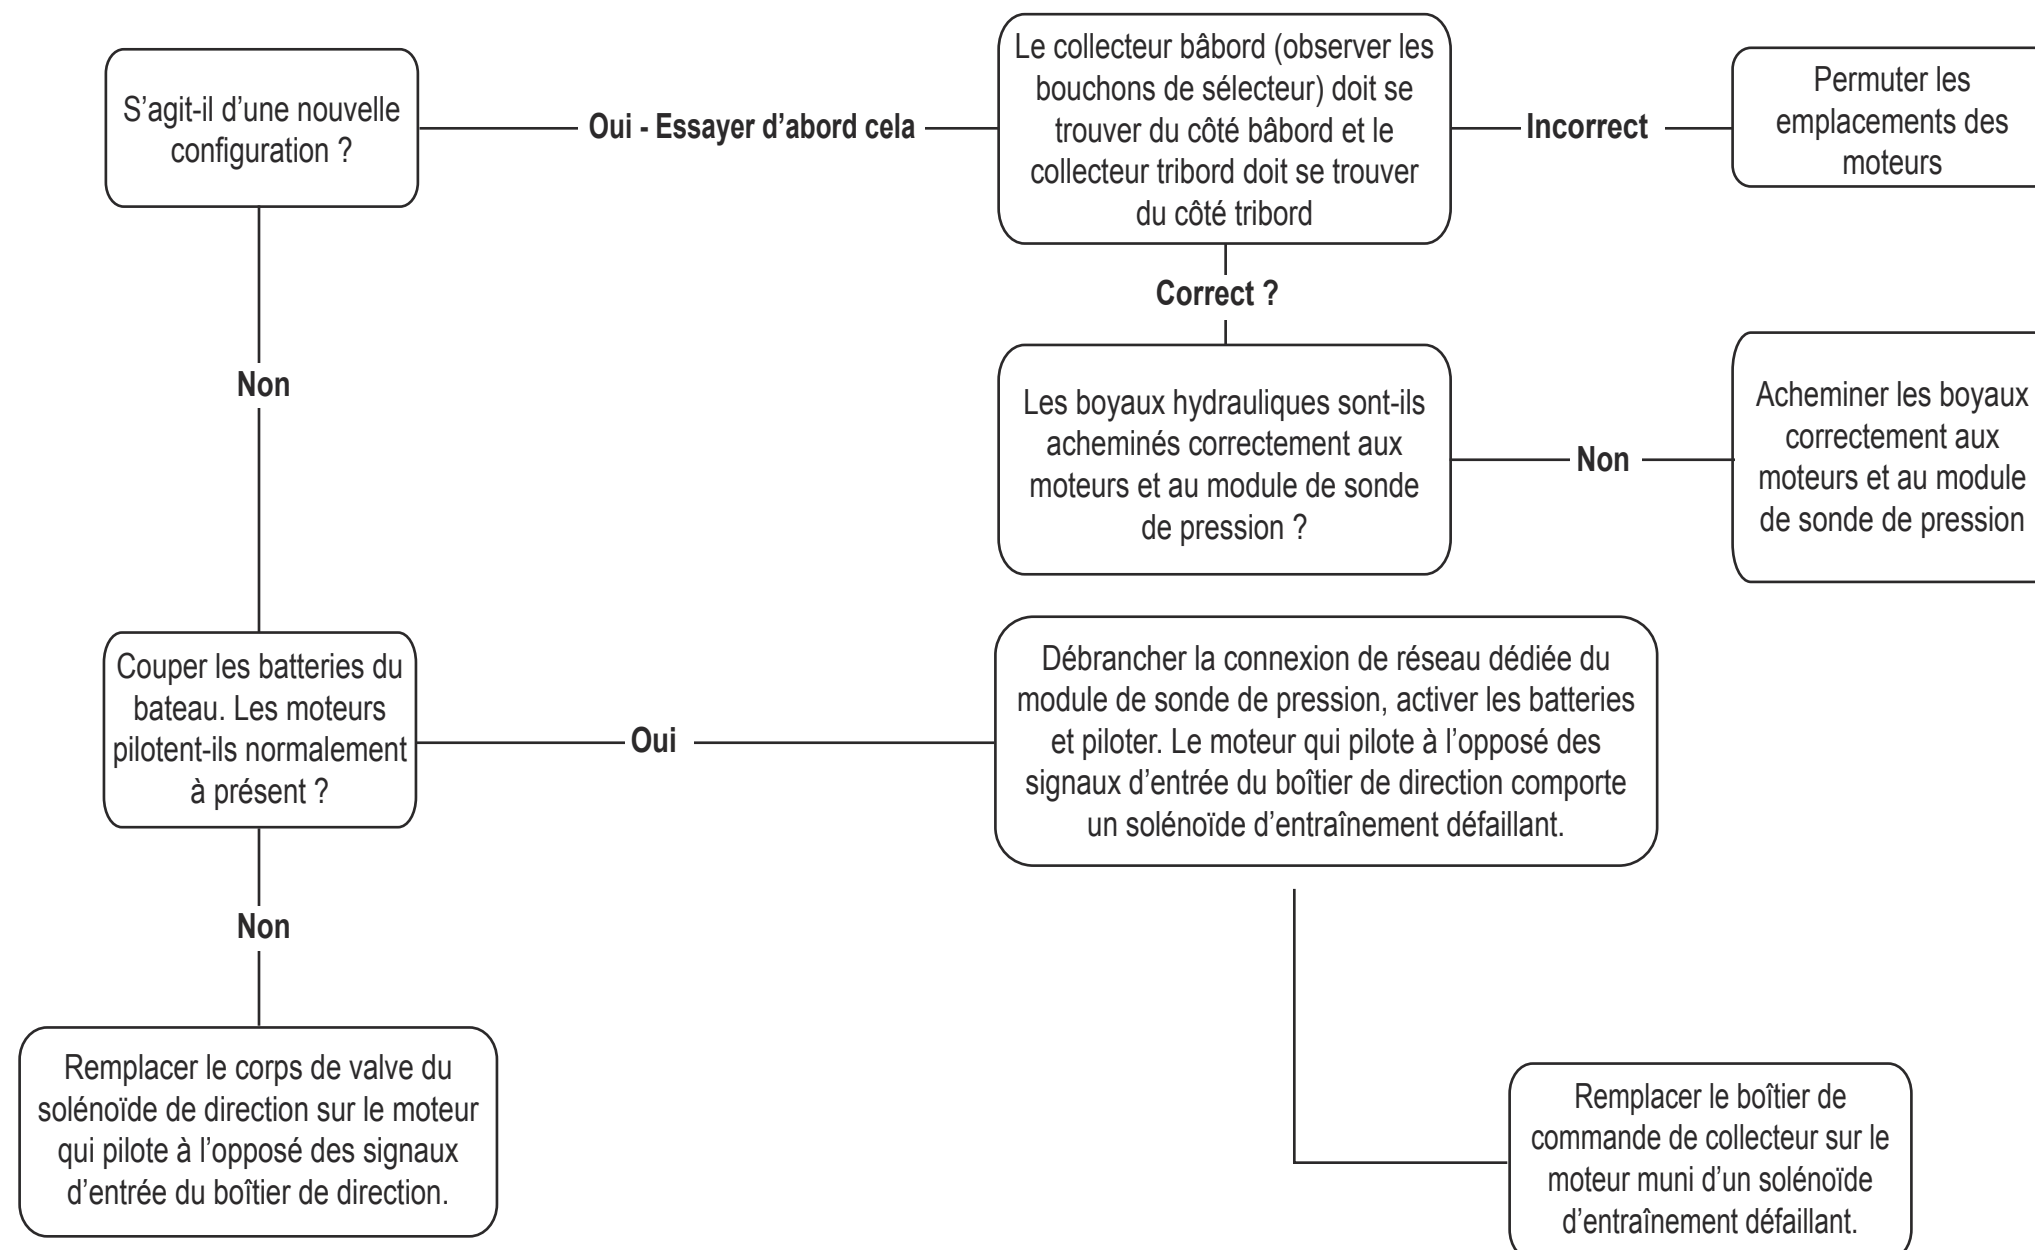 S’agit-il d’une nouvelle
configuration ?
Oui - Essayer d’abord cela
Le collecteur bâbord (observer les
bouchons de sélecteur) doit se
trouver du côté bâbord et le
collecteur tribord doit se trouver
du côté tribord
Incorrect
Permuter les
emplacements des
moteurs
Correct ?
Non
Les boyaux hydrauliques sont-ils
acheminés correctement aux
moteurs et au module de sonde
de pression ?
Non
Acheminer les boyaux
correctement aux
moteurs et au module
de sonde de pression
Couper les batteries du
bateau. Les moteurs
pilotent-ils normalement
à présent ?
Oui
Débrancher la connexion de réseau dédiée du
module de sonde de pression, activer les batteries
et piloter. Le moteur qui pilote à l’opposé des
signaux d’entrée du boîtier de direction comporte
un solénoïde d’entraînement défaillant.
Non
Remplacer le corps de valve du
solénoïde de direction sur le moteur
qui pilote à l’opposé des signaux
d’entrée du boîtier de direction.
Remplacer le boîtier de
commande de collecteur sur le
moteur muni d’un solénoïde
d’entraînement défaillant.